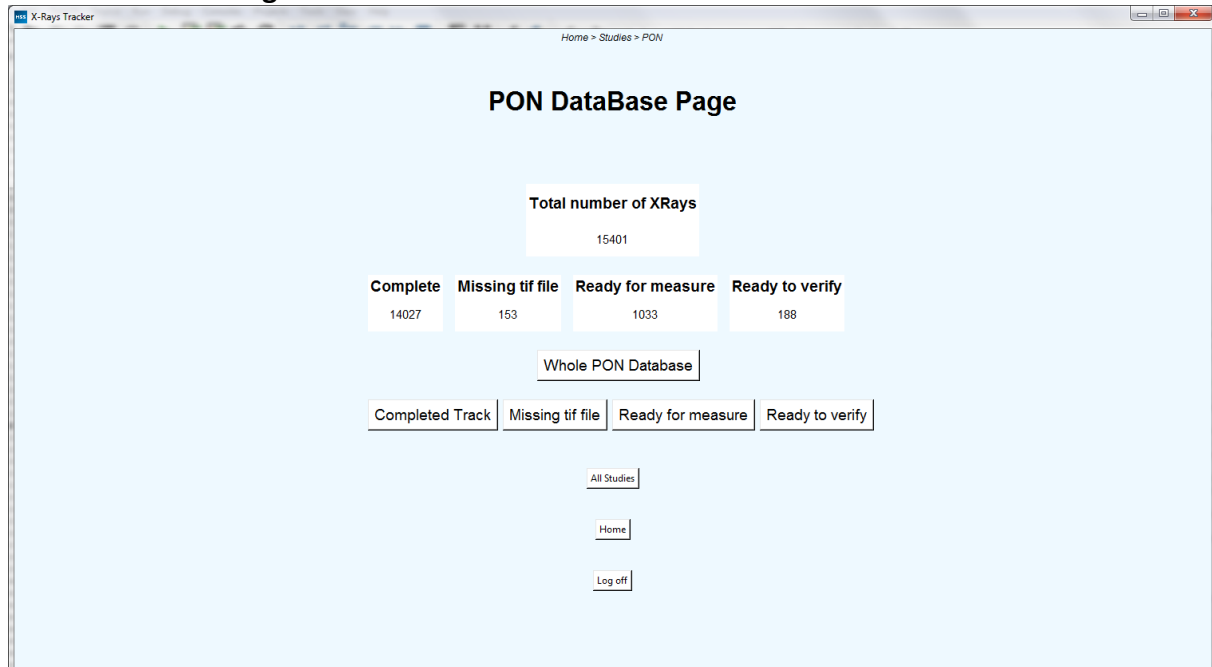 X-Rays Tracker
Home > Studies > PON
PON DataBase Page
Total number of XRays
15401
Complete Missing tif file Ready for measure Ready to verify
14027 153 1033 188
Whole PON Database
Completed Track Missing tif file Ready for measure Ready to verify
All Studies
Home
Log off